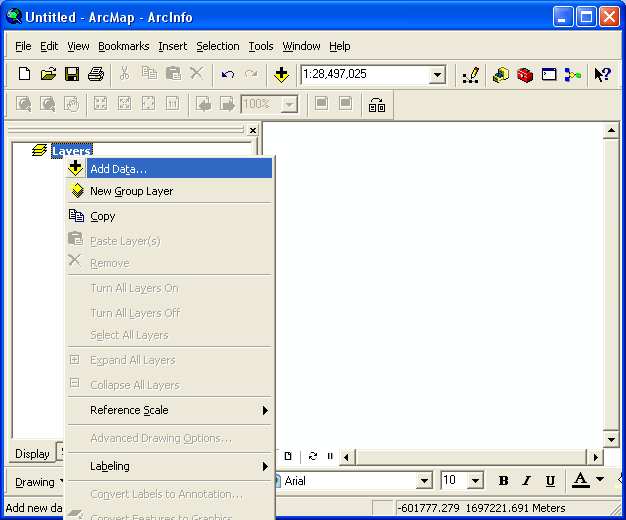 Untitled - ArcMap - ArcInfo
File Edit View Bookmarks Insert Selection Tools Window Help
1:28,497,025
1:1 100%
Layers
Add Data...
New Group Layer
Copy
Paste Layer(s)
Remove
Turn All Layers On
Turn All Layers Off
Select All Layers
Expand All Layers
Collapse All Layers
Reference Scale
Advanced Drawing Options...
Labeling
Convert Labels to Annotation...
Convert Features to Graphics
Display
Drawing Arial 10 B I U A
Add new da -601777.279 1697221.691 Meters